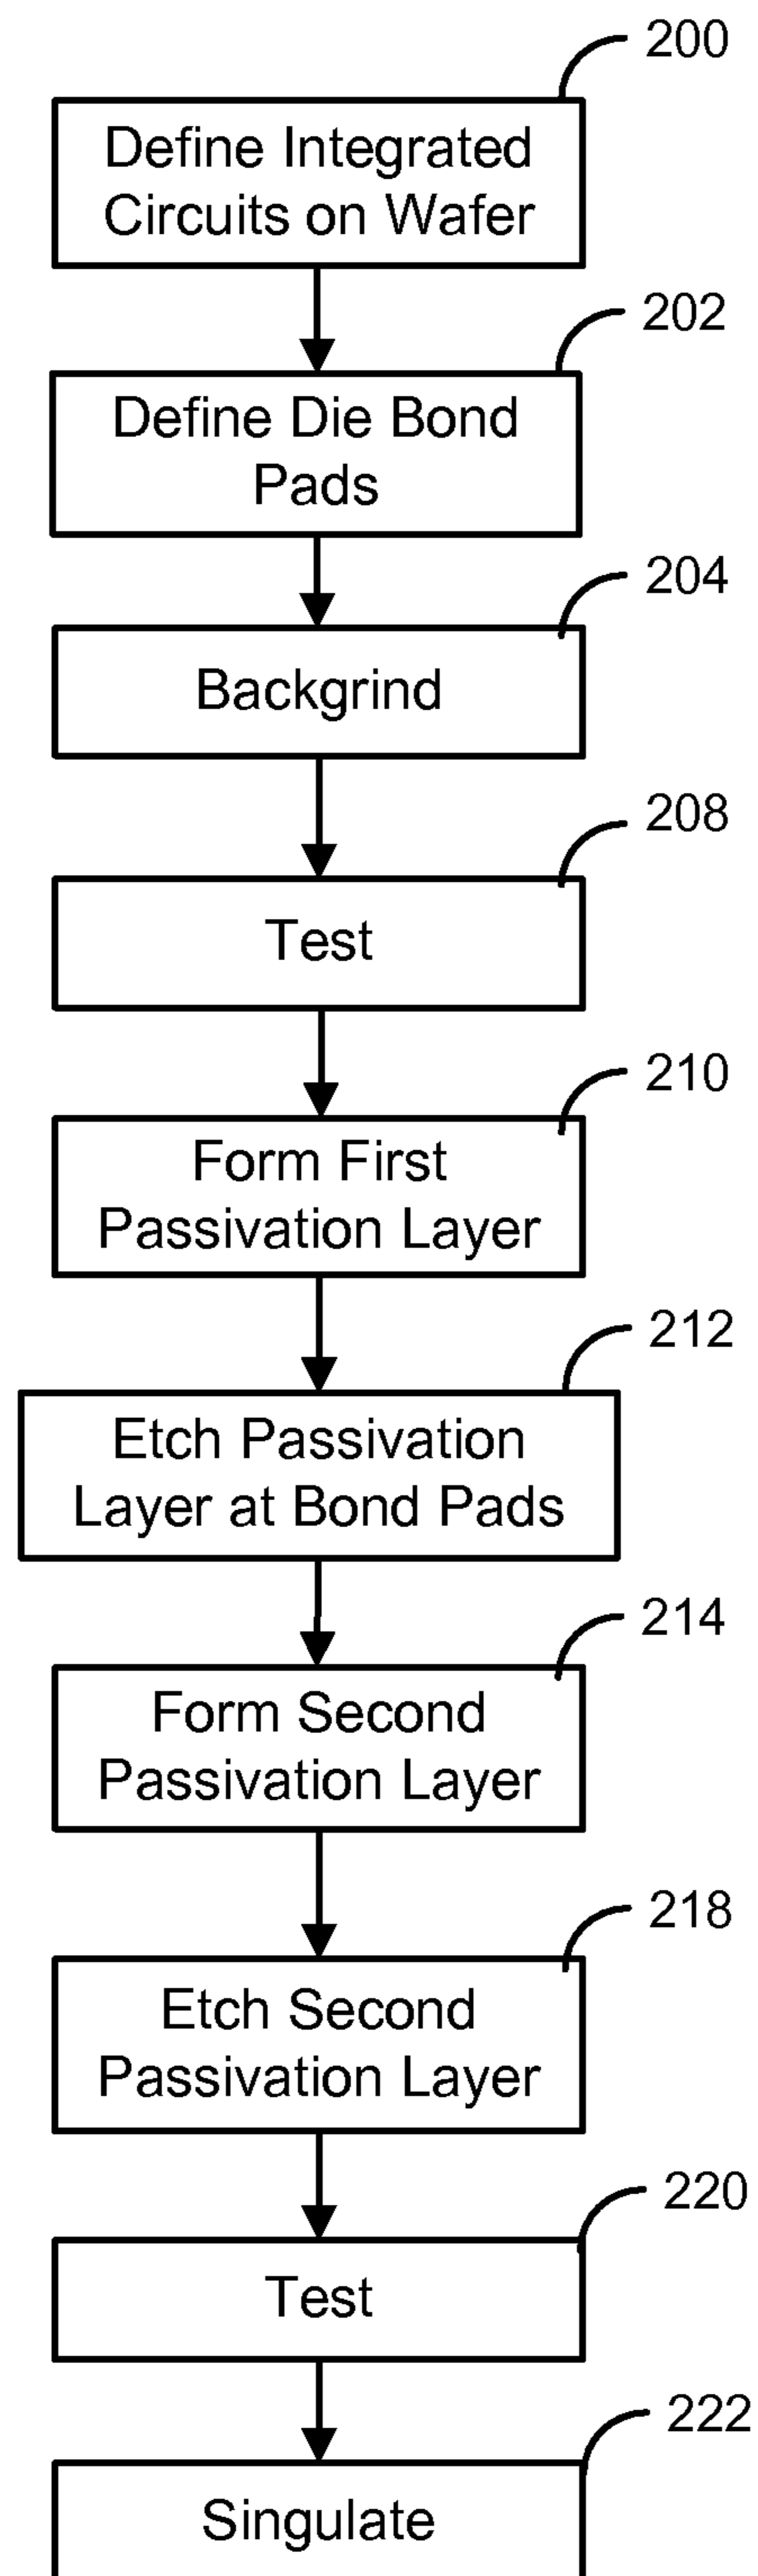 200
Define Integrated
Circuits on Wafer
202
Define Die Bond
Pads
204
Backgrind
208
Test
210
Form First
Passivation Layer
212
Etch Passivation
Layer at Bond Pads
214
Form Second
Passivation Layer
218
Etch Second
Passivation Layer
220
Test
222
Singulate